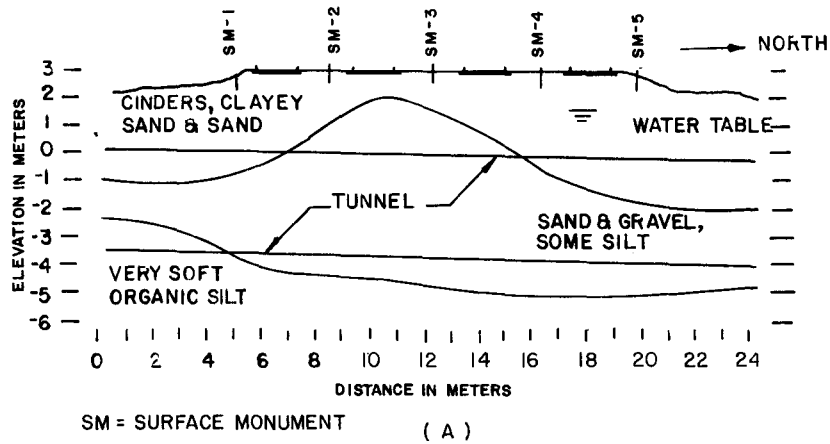 SM-1 SM-2 SM-3 SM-4 SM-5
NORTH
3
2
1
0
-1
-2
-3
-4
-5
-6
ELEVATION IN METERS
CINDERS, CLAYEY
SAND & SAND
WATER TABLE
TUNNEL
SAND & GRAVEL,
SOME SILT
VERY SOFT
ORGANIC SILT
0 2 4 6 8 10 12 14 16 18 20 22 24
DISTANCE IN METERS
SM = SURFACE MONUMENT
(A)